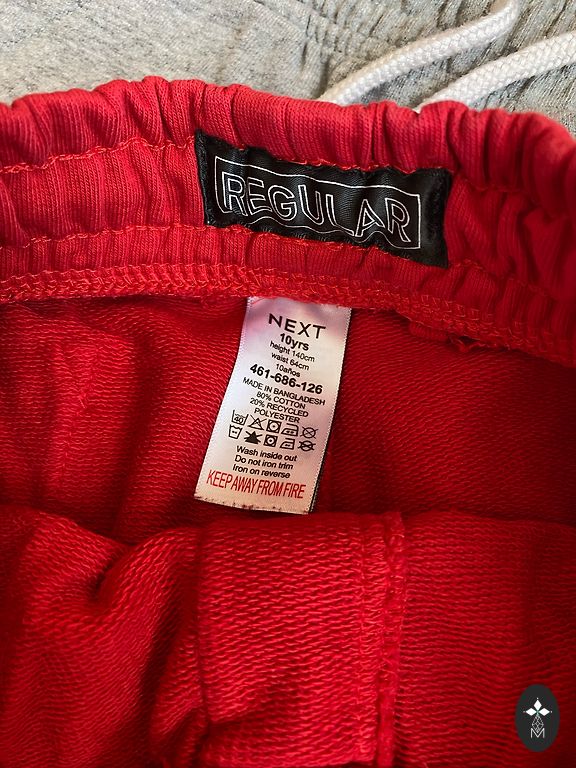 REGULAR
NEXT
10yrs
height 140cm
waist 64cm
10años
461-686-126
MADE IN BANGLADESH
80% COTTON
20% RECYCLED
POLYESTER
40
Wash inside out
Do not iron trim
Iron on reverse
KEEP AWAY FROM FIRE
M